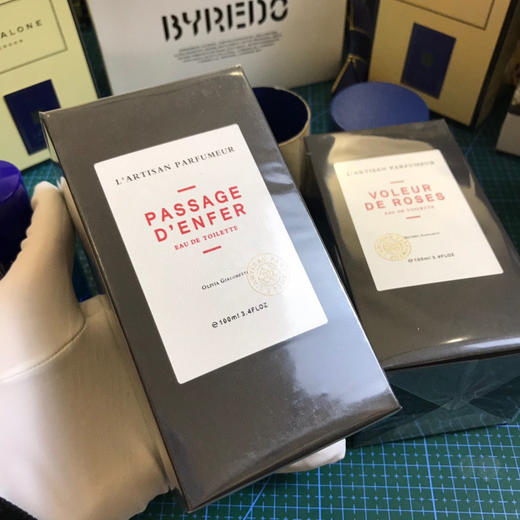 ALONE
LONDON
BYREDO
L'ARTISAN PARFUMEUR
PASSAGE
D'ENFER
EAU DE TOILETTE
OLIVIA GIACOBETTI
℮ 100ml 3.4FLOZ
L'ARTISAN PARFUMEUR
VOLEUR
DE ROSES
EAU DE TOILETTE
℮100ml 3.4FLOZ